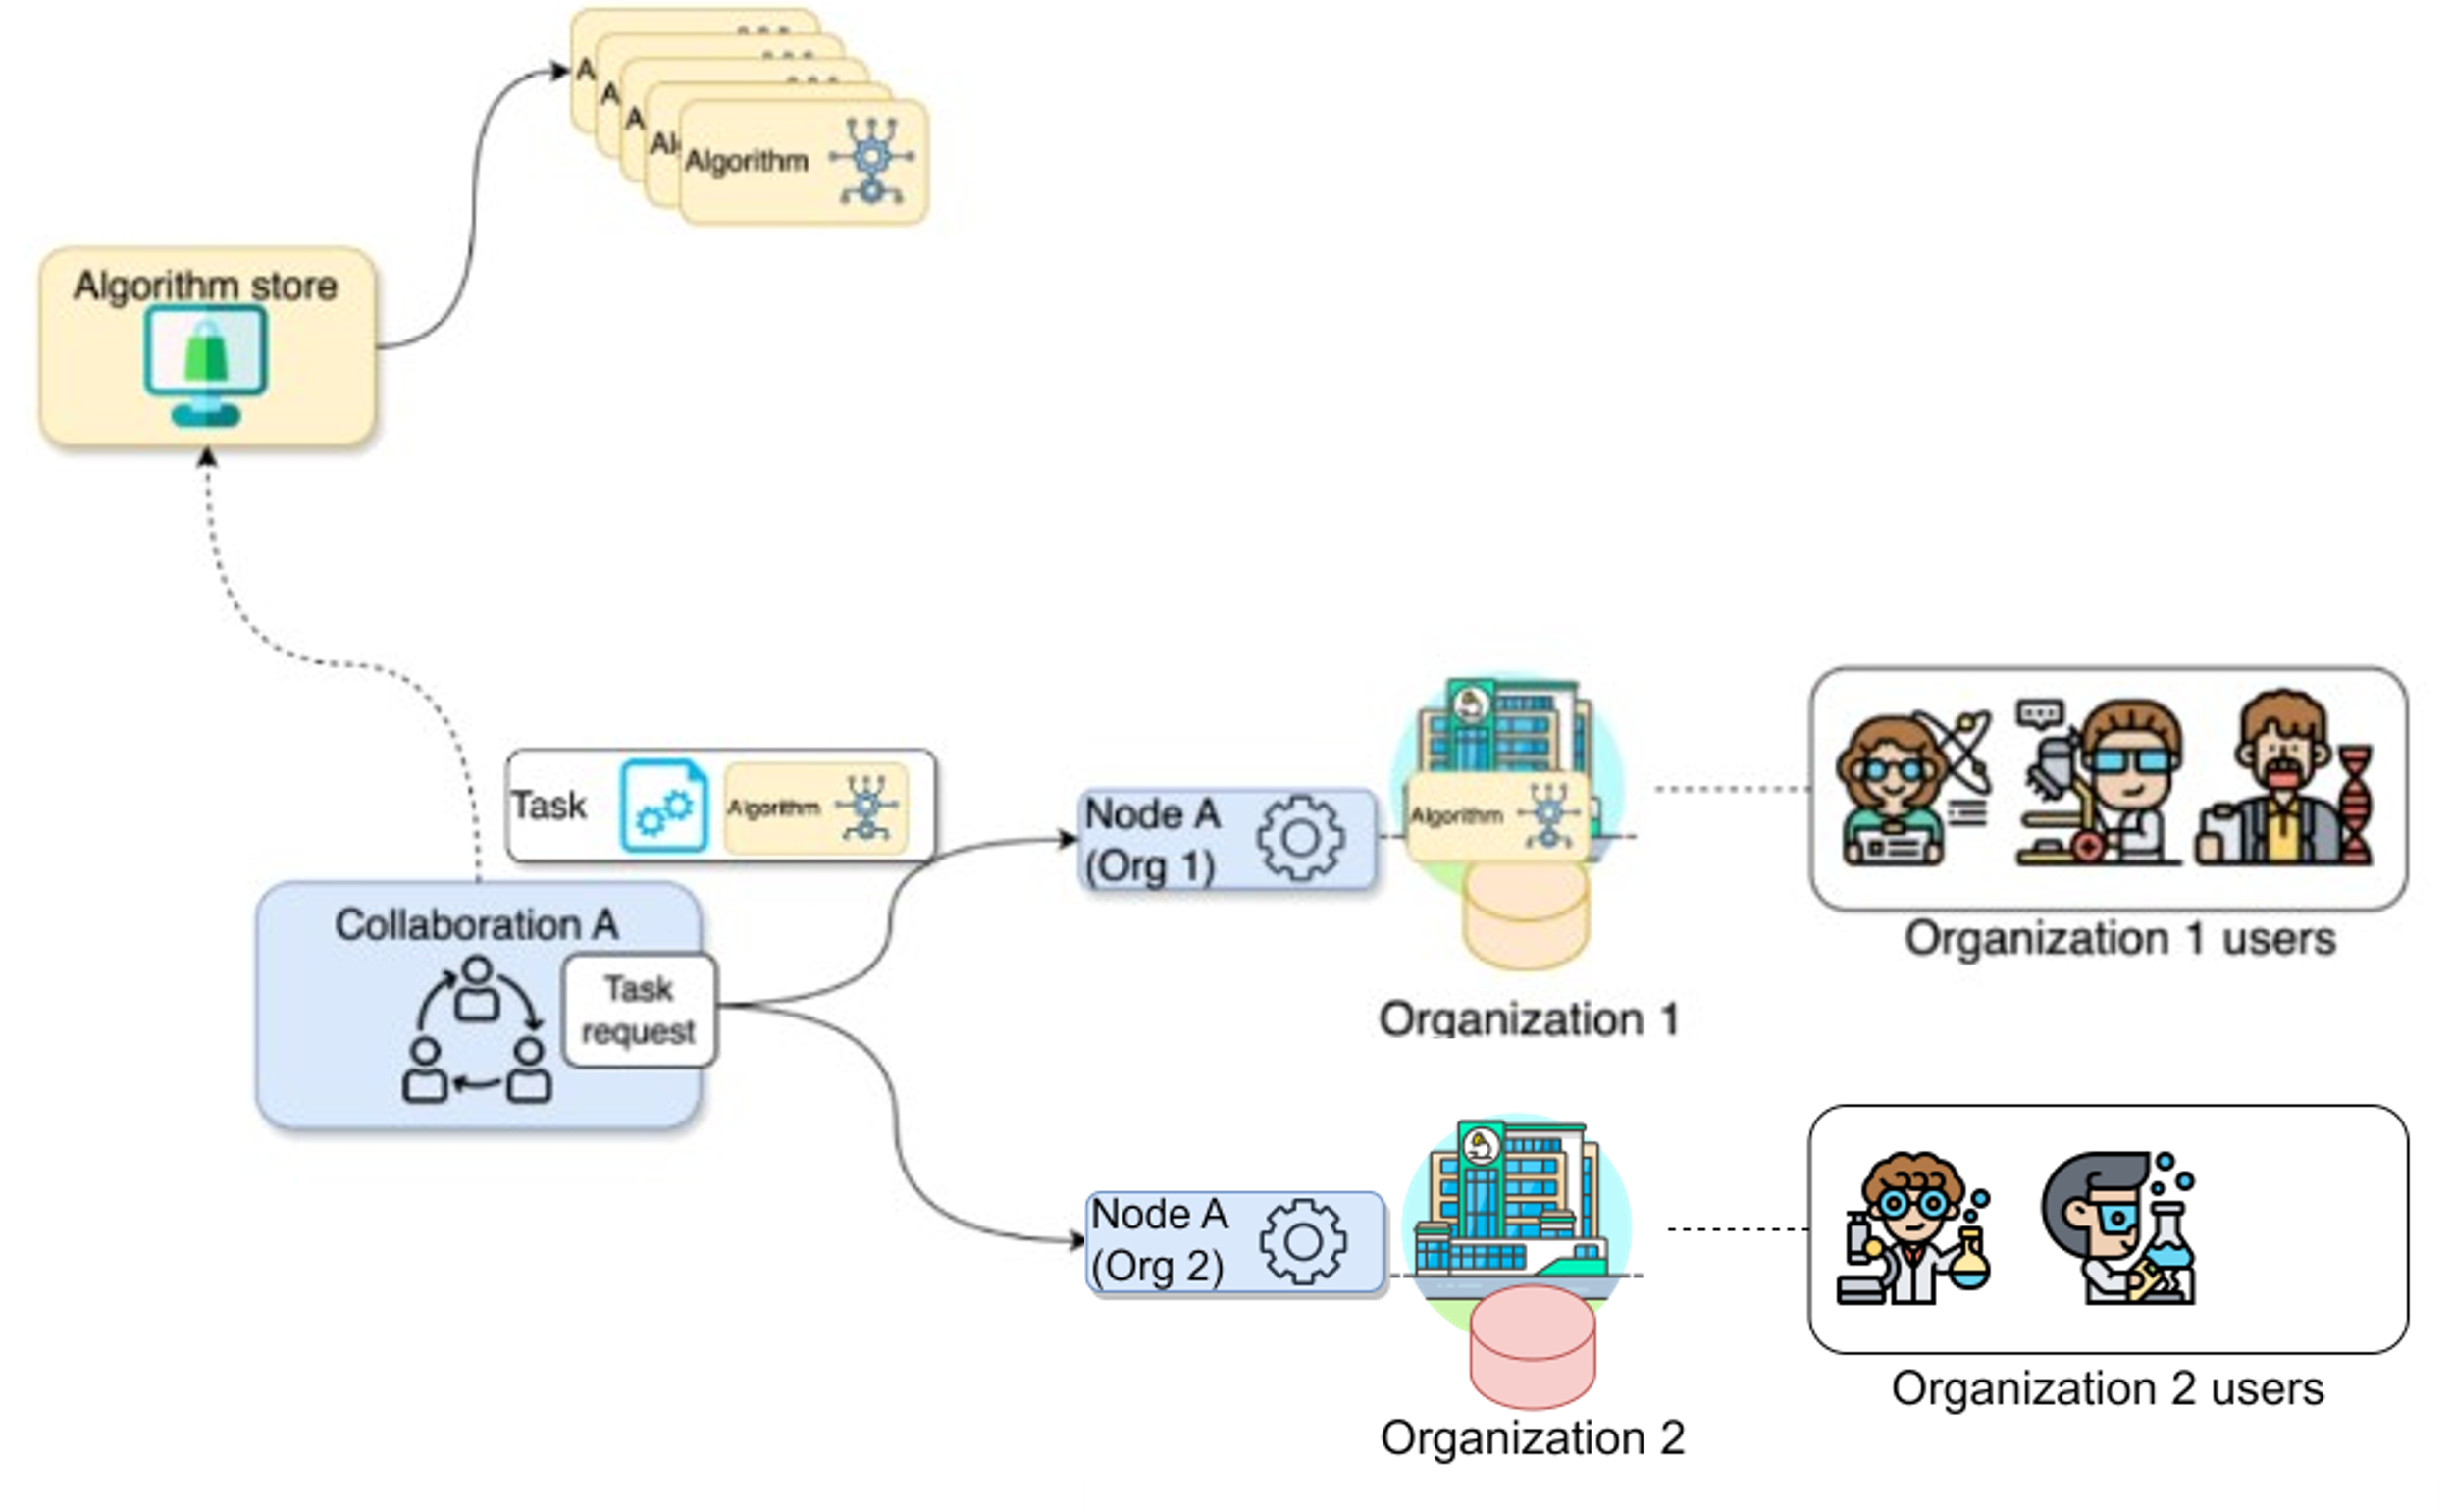 A
A
A
Al
Algorithm
Algorithm store
Task
Algorithm
Node A
(Org 1)
Algorithm
Collaboration A
Task
request
Organization 1 users
Organization 1
Node A
(Org 2)
Organization 2 users
Organization 2